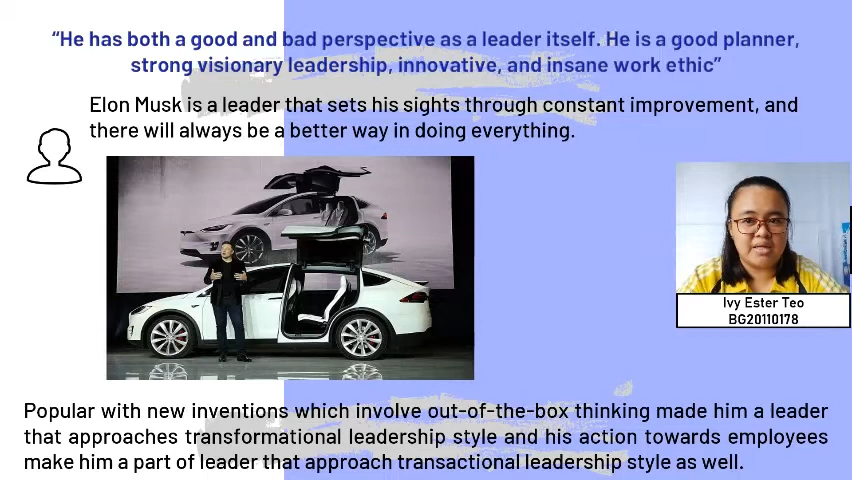 “He has both a good and bad perspective as a leader itself. He is a good planner,
strong visionary leadership, innovative, and insane work ethic”
Elon Musk is a leader that sets his sights through constant improvement, and
there will always be a better way in doing everything.
Ivy Ester Teo
BG20110178
Popular with new inventions which involve out-of-the-box thinking made him a leader
that approaches transformational leadership style and his action towards employees
make him a part of leader that approach transactional leadership style as well.